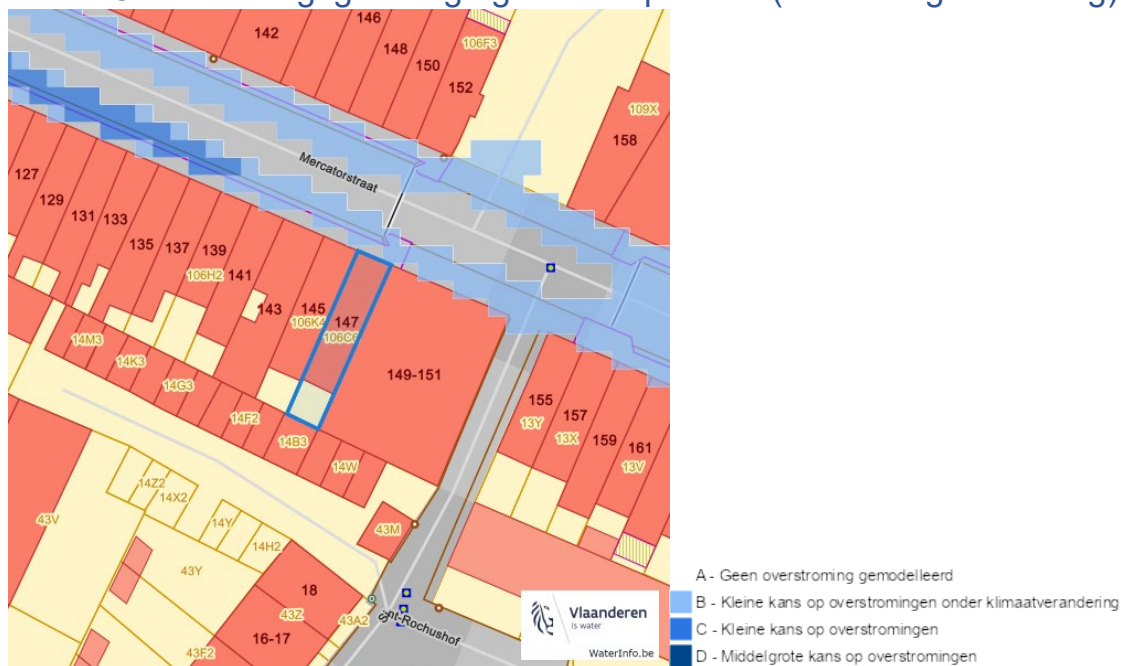 142
146
148
150
152
106F3
109X
158
Mercatorstraat
127
129
131
133
135
137
139
106H2
141
143
145
106K4
147
106C6
149-151
14M3
14K3
14G3
14F2
14B3
14W
155
13Y
157
13X
159
161
13V
14Z2
14X2
14Y
14H2
43V
43Y
43M
18
43Z
16-17
43A2
43F2
Vlaanderen
is water
WaterInfo.be
A - Geen overstroming gemodelleerd
B - Kleine kans op overstromingen onder klimaatverandering
C - Kleine kans op overstromingen
D - Middelgrote kans op overstromingen